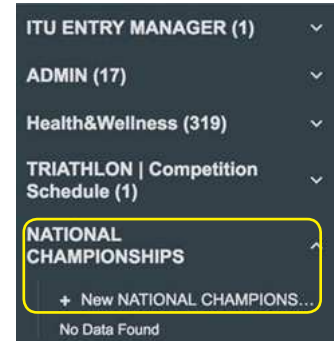 ITU ENTRY MANAGER (1)
ADMIN (17)
Health&Wellness (319)
TRIATHLON | Competition
Schedule (1)
NATIONAL
CHAMPIONSHIPS
+ New NATIONAL CHAMPIONS...
No Data Found